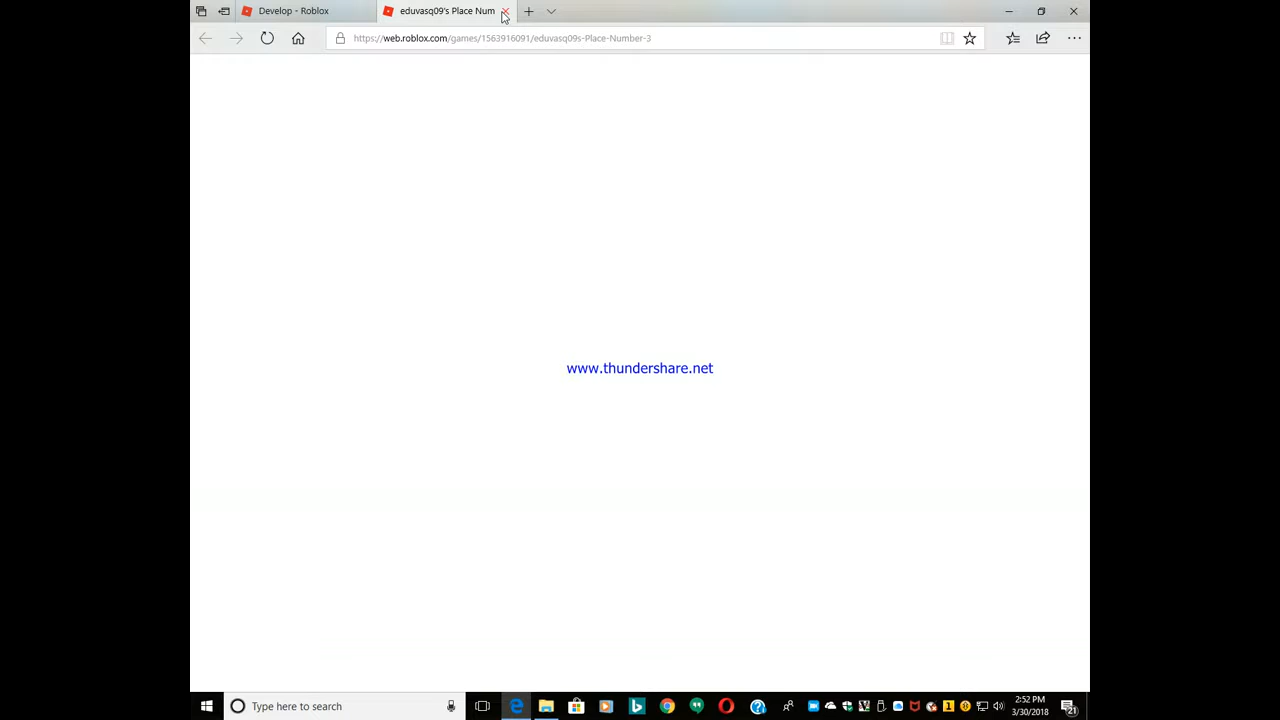 Develop - Roblox
eduvasq09's Place Num
https://web.roblox.com/games/1563916091/eduvasq09s-Place-Number-3
www.thundershare.net
Type here to search
2:52 PM
3/30/2018
21